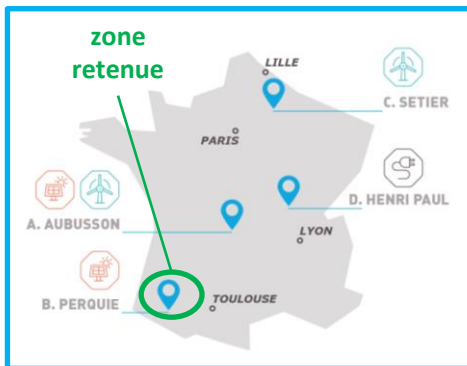 zone
retenue
LILLE
C. SETIER
PARIS
D. HENRI PAUL
A. AUBUSSON
LYON
B. PERQUIE
TOULOUSE